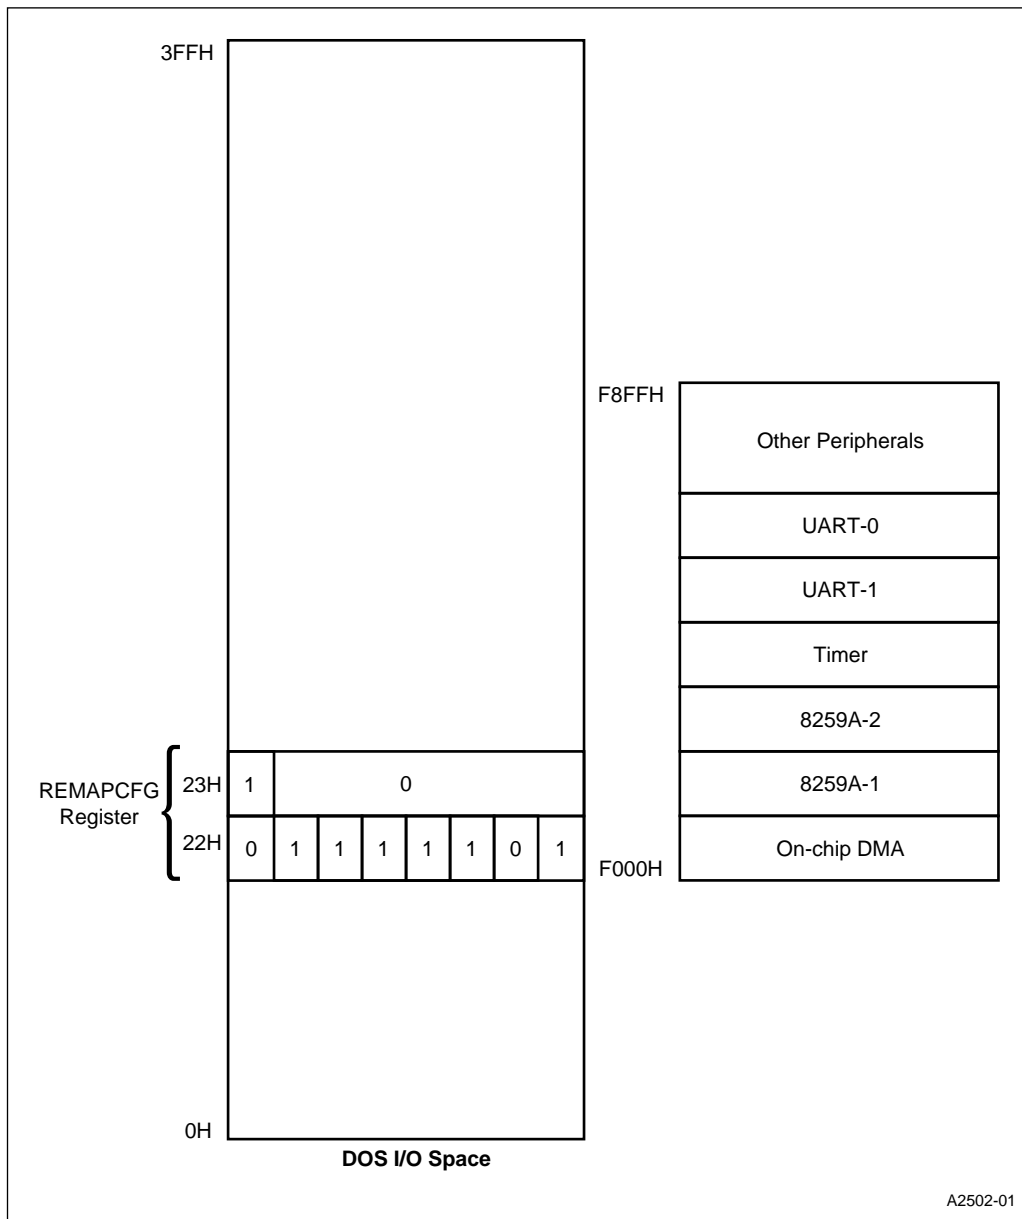 3FFH
F8FFH
Other Peripherals
UART-0
UART-1
Timer
8259A-2
REMAPCFG
Register
23H
1 0
8259A-1
22H
0 1 1 1 1 1 0 1
F000H
On-chip DMA
0H
DOS I/O Space
A2502-01